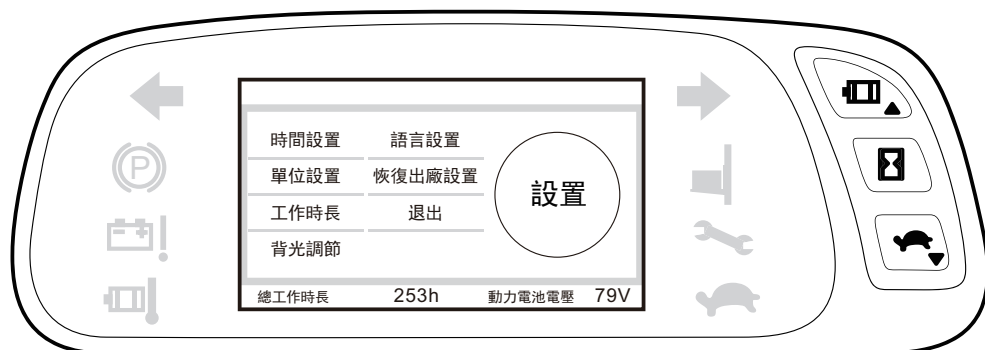 時間設置 語言設置
單位設置 恢復出廠設置
工作時長 退出
背光調節
設置
總工作時長 253h 動力電池電壓 79V
P